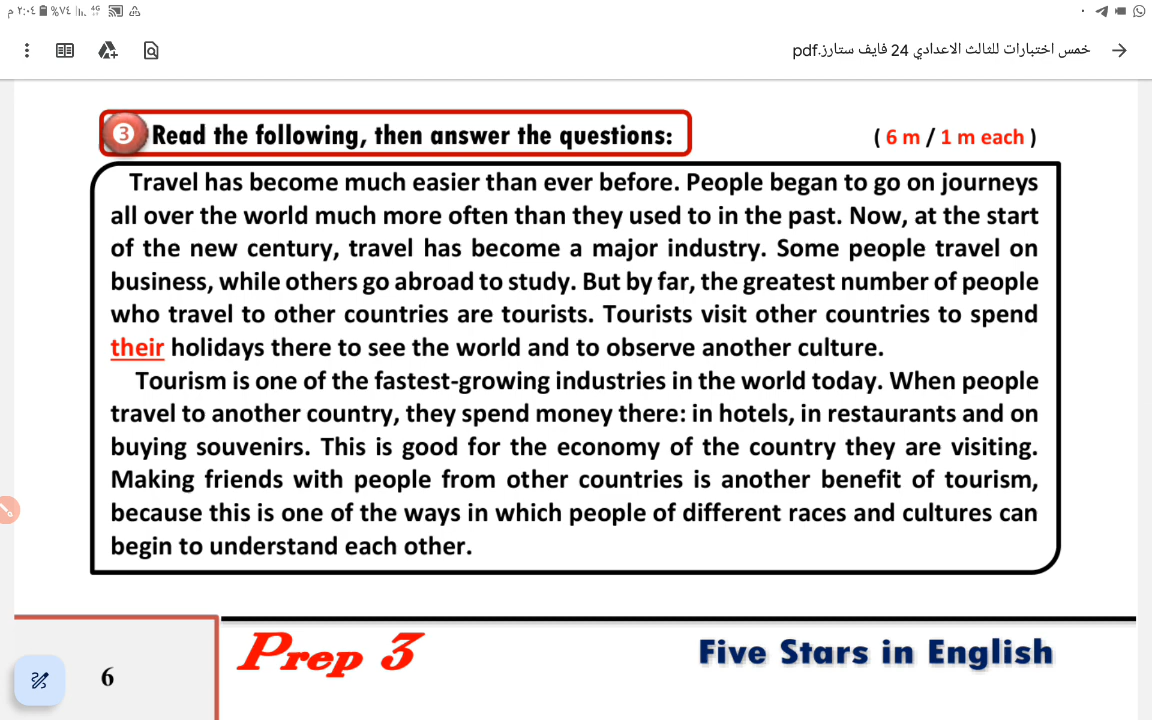 م ٢:٠٤ %٧٤ 4G
خمس اختبارات للثالث الاعدادي 24 فايف ستارز.pdf
3 Read the following, then answer the questions: ( 6 m / 1 m each )
Travel has become much easier than ever before. People began to go on journeys
all over the world much more often than they used to in the past. Now, at the start
of the new century, travel has become a major industry. Some people travel on
business, while others go abroad to study. But by far, the greatest number of people
who travel to other countries are tourists. Tourists visit other countries to spend
their holidays there to see the world and to observe another culture.
Tourism is one of the fastest-growing industries in the world today. When people
travel to another country, they spend money there: in hotels, in restaurants and on
buying souvenirs. This is good for the economy of the country they are visiting.
Making friends with people from other countries is another benefit of tourism,
because this is one of the ways in which people of different races and cultures can
begin to understand each other.
6 Prep 3 Five Stars in English